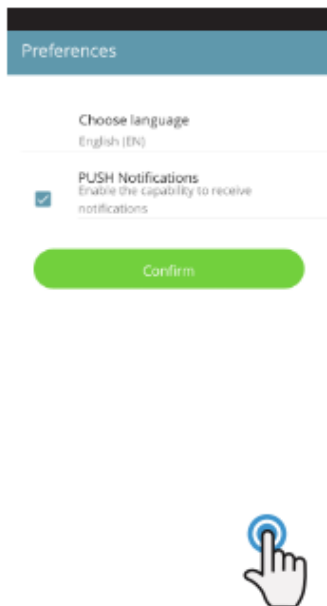 Preferences
Choose language
English (EN)
PUSH Notifications
Enable the capability to receive
notifications
Confirm